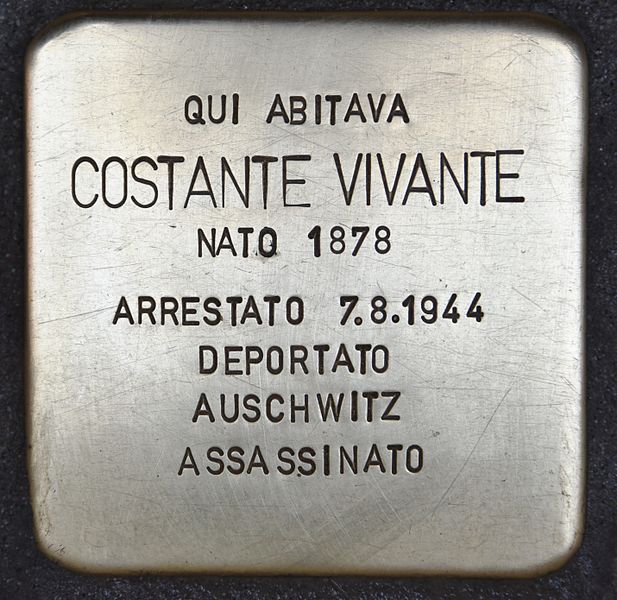 QUI ABITAVA
COSTANTE VIVANTE
NATO 1878
ARRESTATO 7.8.1944
DEPORTATO
AUSCHWITZ
ASSASSINATO